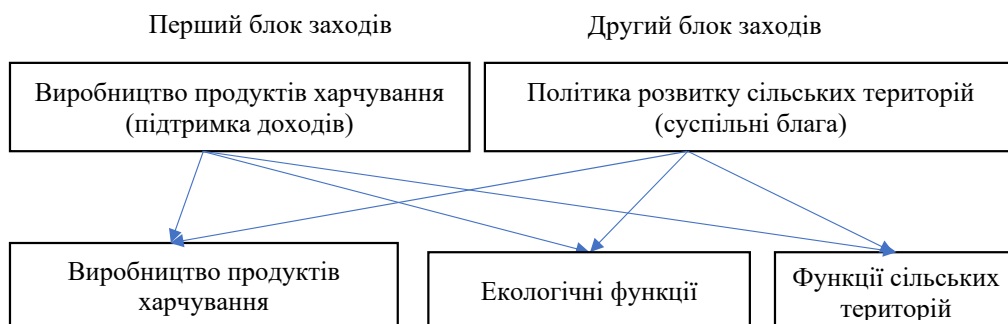 Перший блок заходів
Другий блок заходів
Виробництво продуктів харчування
(підтримка доходів)
Політика розвитку сільських територій
(суспільні блага)
Виробництво продуктів
харчування
Екологічні функції
Функції сільських
територій